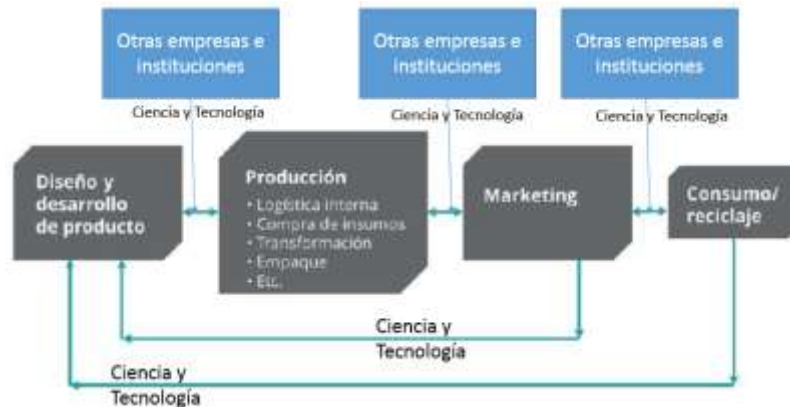 Otras empresas e
instituciones
Otras empresas e
instituciones
Otras empresas e
instituciones
Ciencia y Tecnología
Ciencia y Tecnología
Ciencia y Tecnología
Diseño y
desarrollo
de producto
Producción
• Logística interna
• Compra de insumos
• Transformación
• Empaque
• Etc.
Marketing
Consumo/
reciclaje
Ciencia y
Tecnología
Ciencia y
Tecnología